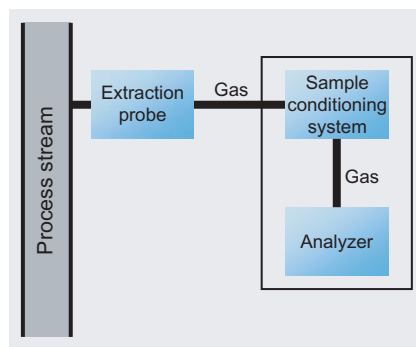 Process stream
Extraction
probe
Gas
Sample
conditioning
system
Gas
Analyzer